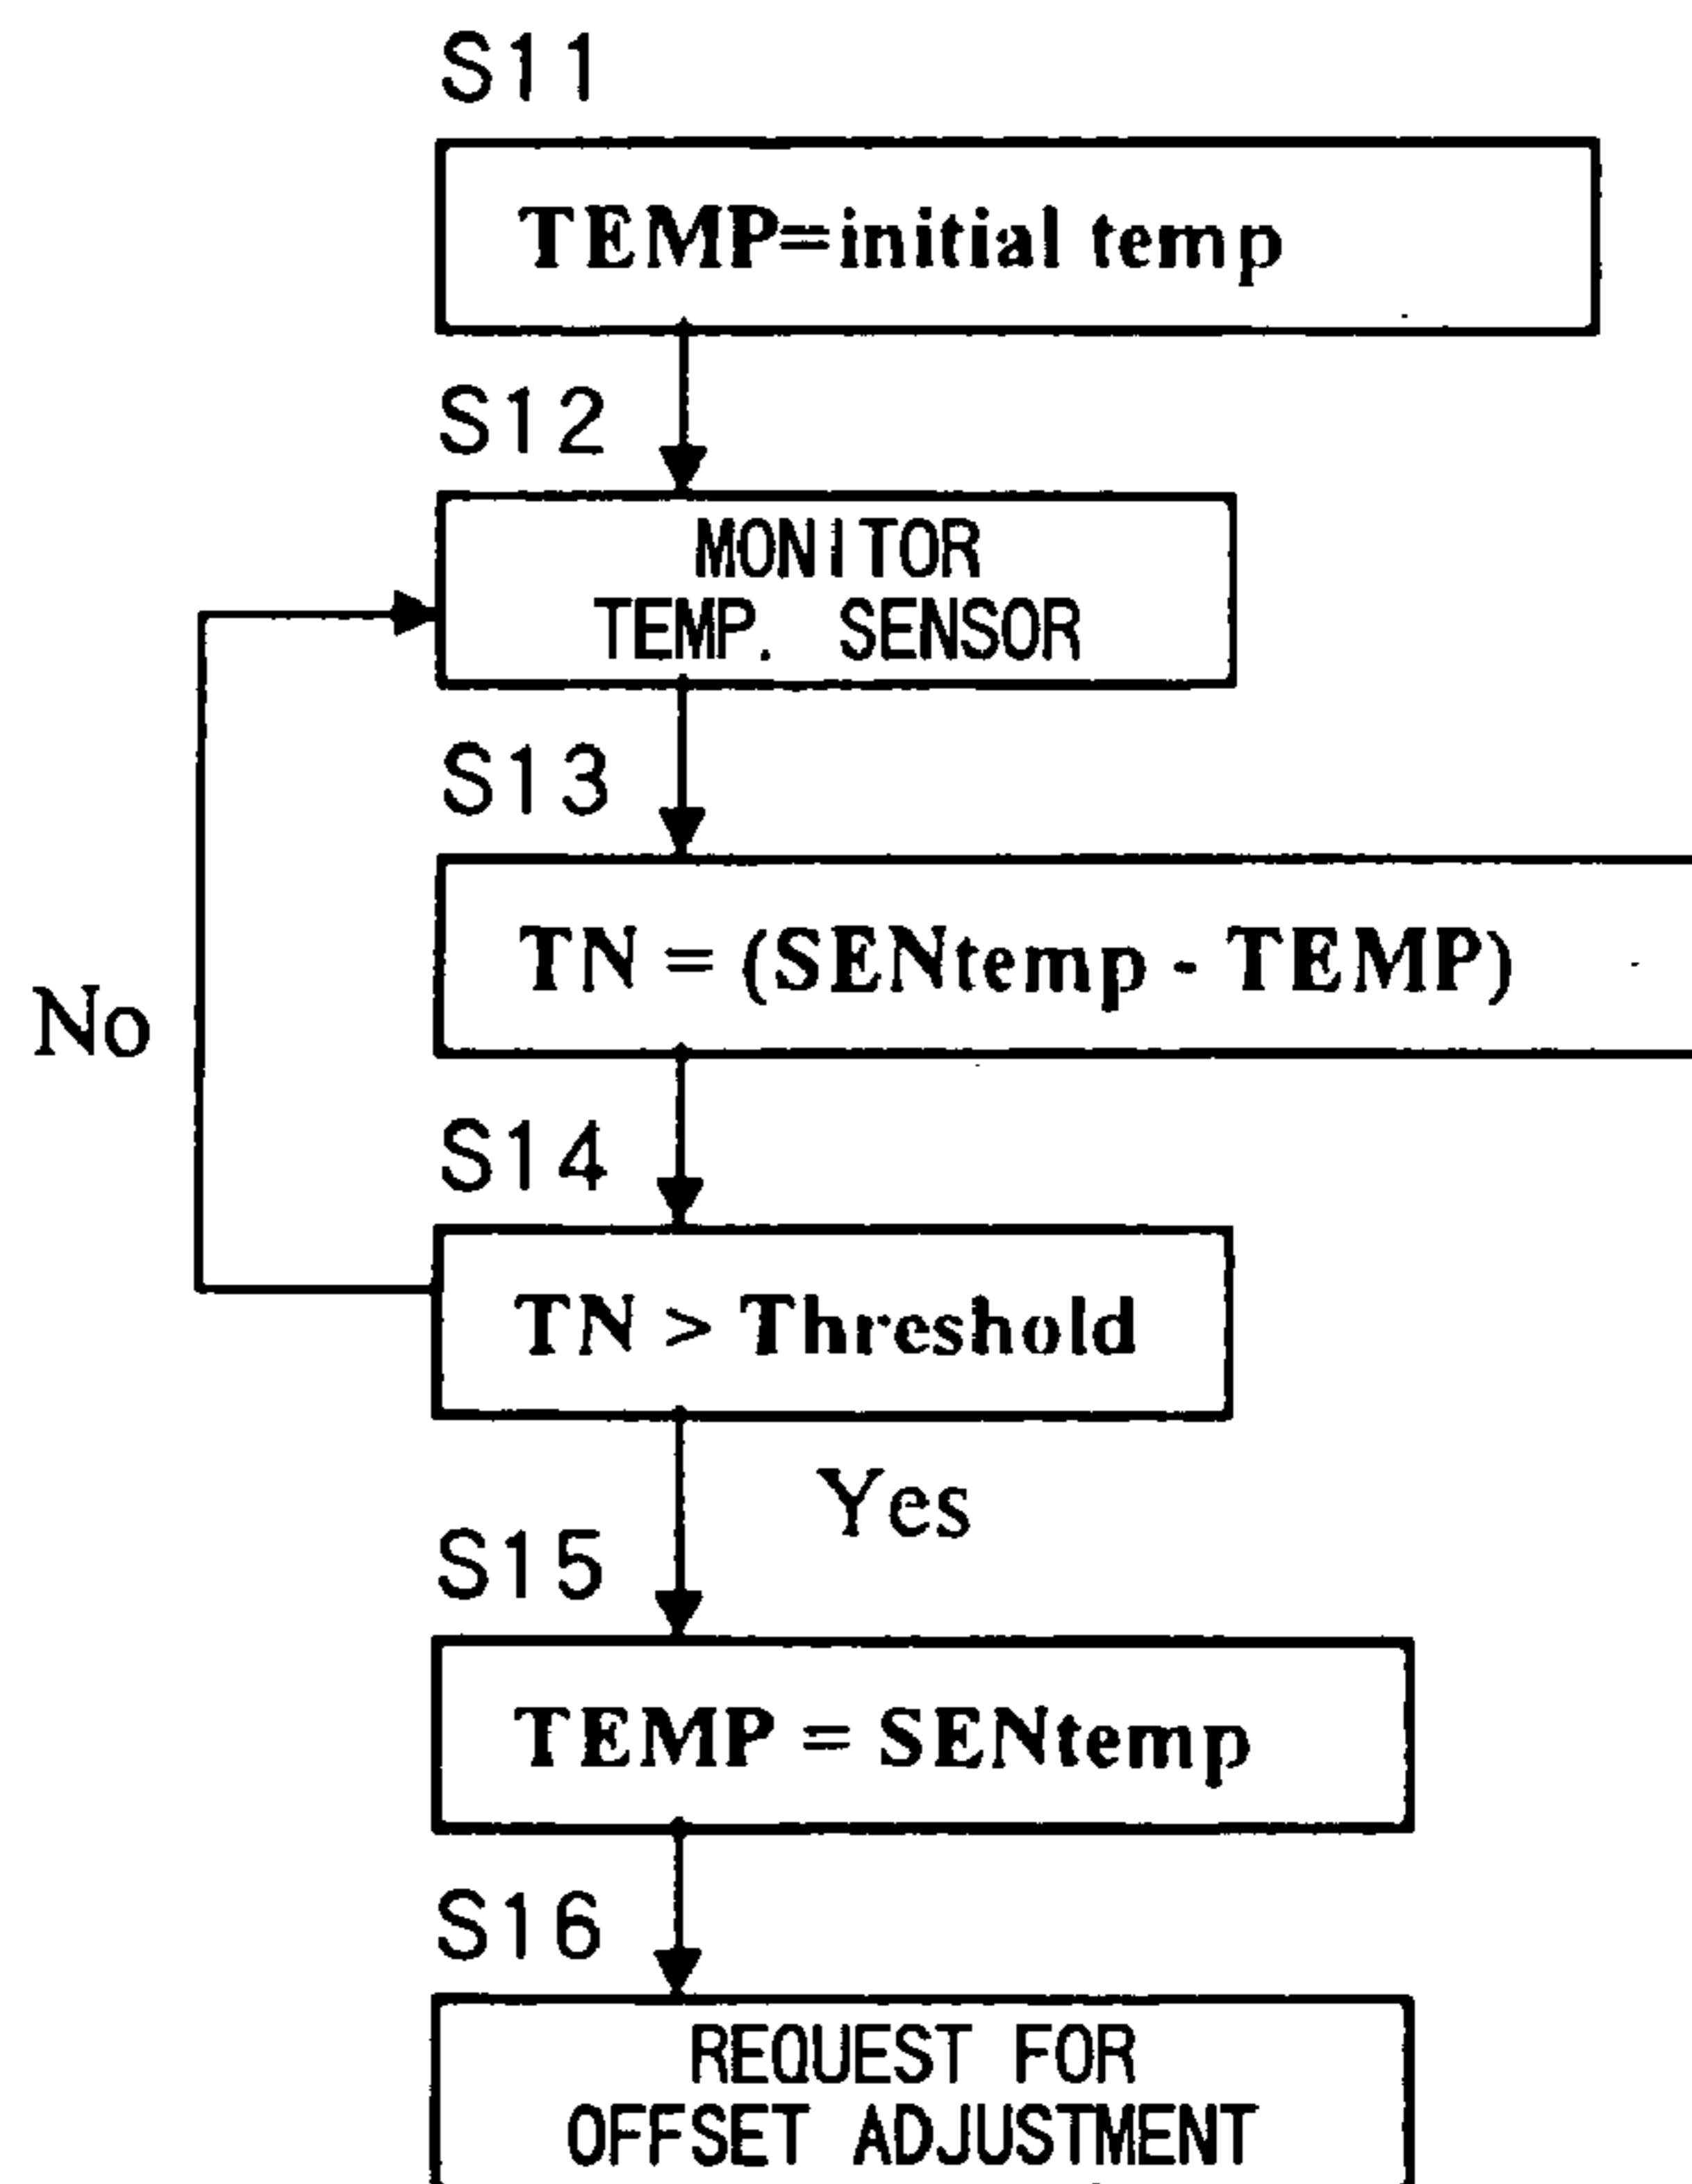 S11
TEMP=initial temp
S12
MONITOR
TEMP. SENSOR
S13
TN = (SENtemp - TEMP)
No
S14
TN > Threshold
Yes
S15
TEMP = SENtemp
S16
REQUEST FOR
OFFSET ADJUSTMENT